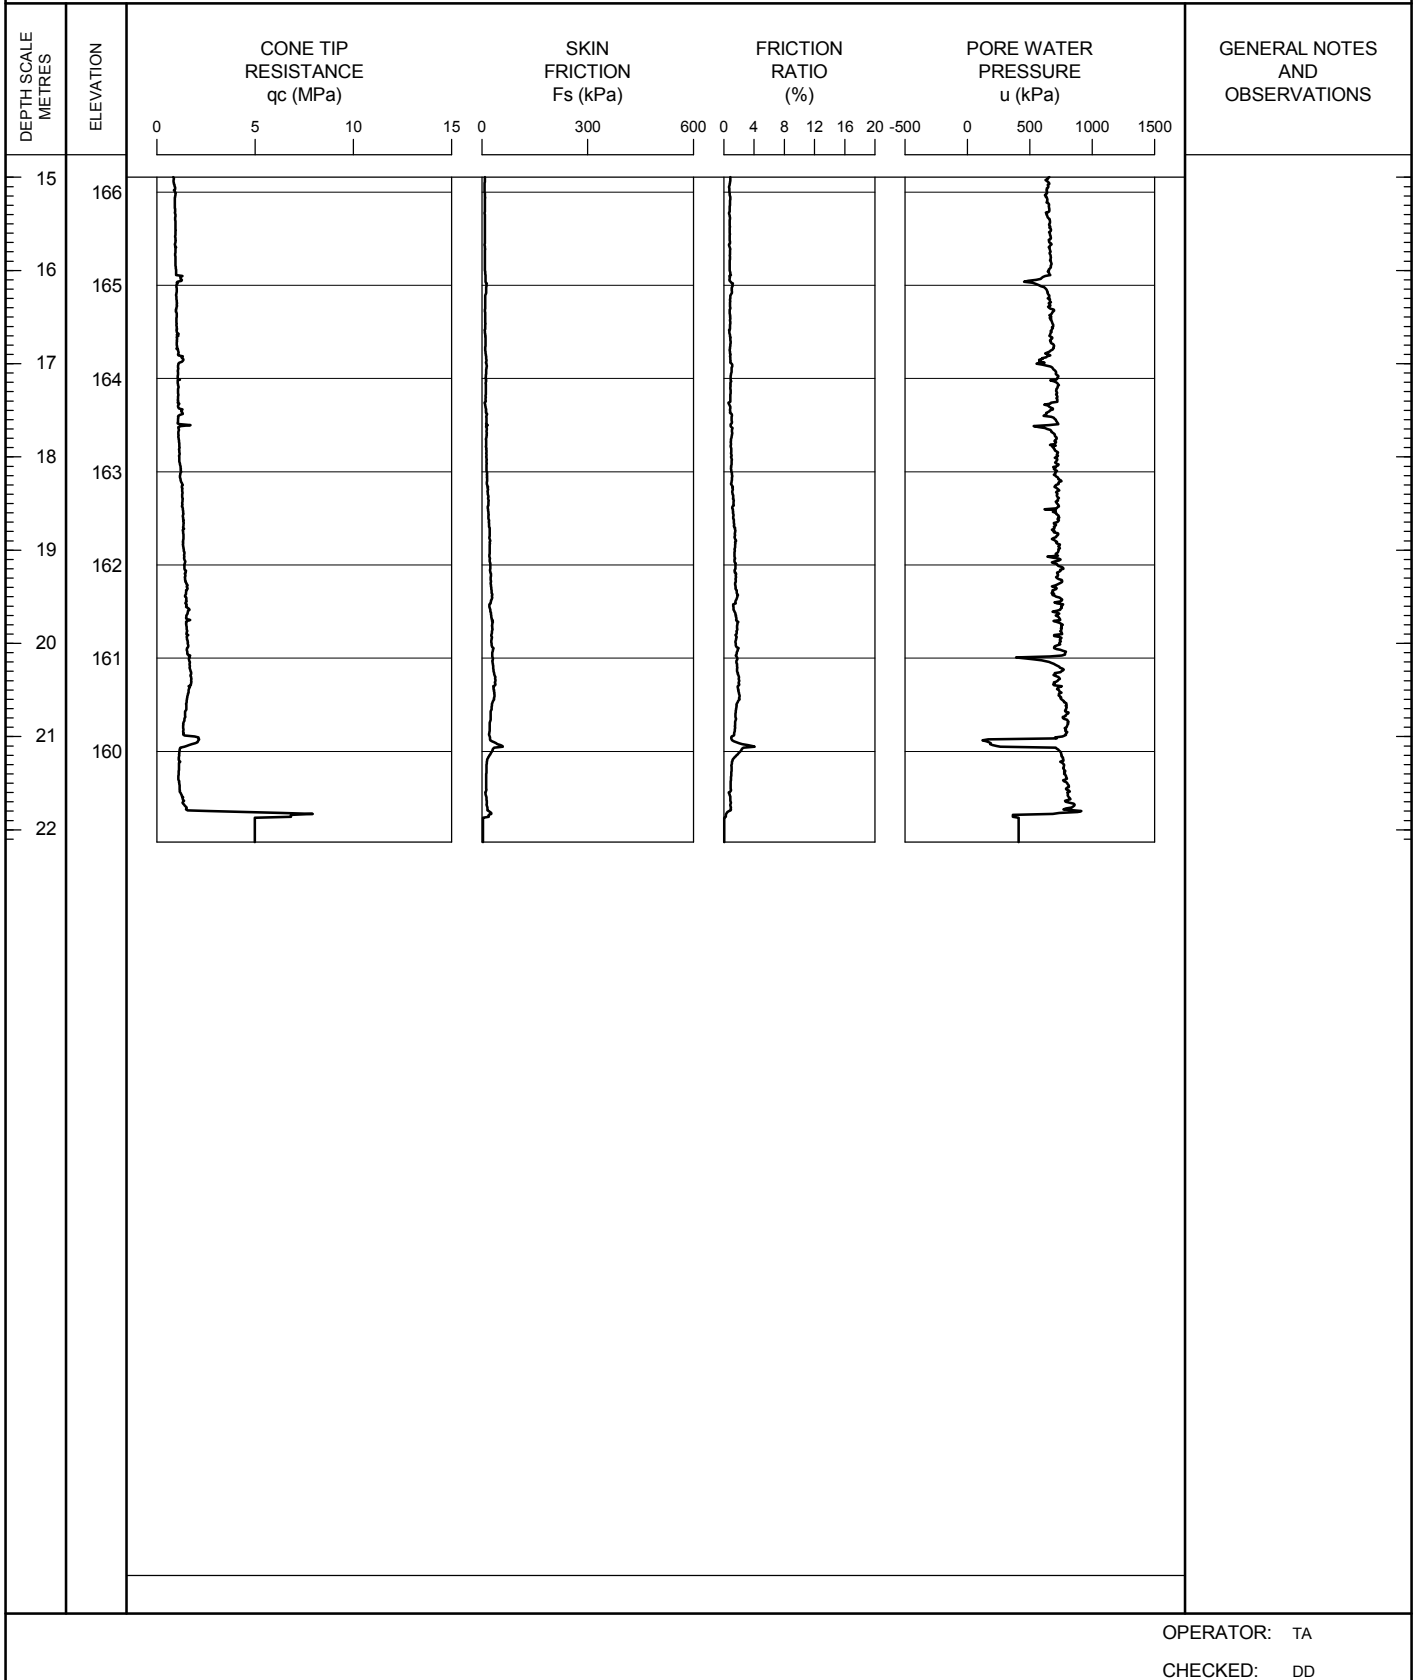 DEPTH SCALE
METRES
ELEVATION
CONE TIP
RESISTANCE
qc (MPa)
SKIN
FRICTION
Fs (kPa)
FRICTION
RATIO
(%)
PORE WATER
PRESSURE
u (kPa)
GENERAL NOTES
AND
OBSERVATIONS
0 5 10 15 0 300 600 0 4 8 12 16 20 -500 0 500 1000 1500
15
166
16
165
17
164
18
163
19
162
20
161
21
160
22
OPERATOR: TA
CHECKED: DD